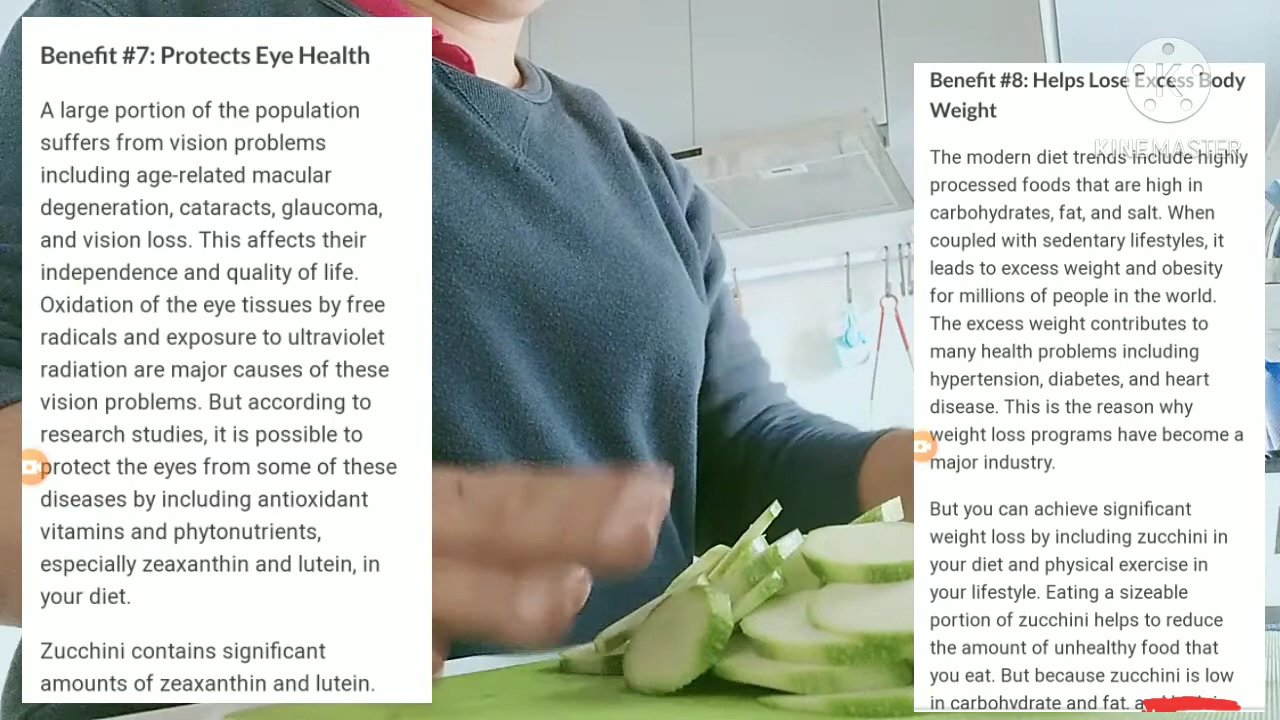 Benefit #7: Protects Eye Health
A large portion of the population
suffers from vision problems
including age-related macular
degeneration, cataracts, glaucoma,
and vision loss. This affects their
independence and quality of life.
Oxidation of the eye tissues by free
radicals and exposure to ultraviolet
radiation are major causes of these
vision problems. But according to
research studies, it is possible to
protect the eyes from some of these
diseases by including antioxidant
vitamins and phytonutrients,
especially zeaxanthin and lutein, in
your diet.
Zucchini contains significant
amounts of zeaxanthin and lutein.
Benefit #8: Helps Lose Excess Body
Weight
The modern diet trends include highly
processed foods that are high in
carbohydrates, fat, and salt. When
coupled with sedentary lifestyles, it
leads to excess weight and obesity
for millions of people in the world.
The excess weight contributes to
many health problems including
hypertension, diabetes, and heart
disease. This is the reason why
weight loss programs have become a
major industry.
But you can achieve significant
weight loss by including zucchini in
your diet and physical exercise in
your lifestyle. Eating a sizeable
portion of zucchini helps to reduce
the amount of unhealthy food that
you eat. But because zucchini is low
in carbohydrate and fat,
K
KINEMASTER